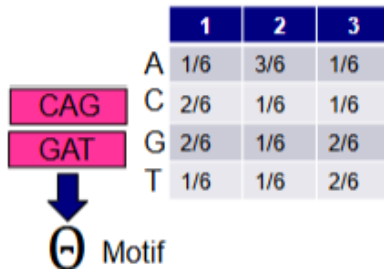 1 2 3
A 1/6 3/6 1/6
CAG C 2/6 1/6 1/6
GAT G 2/6 1/6 2/6
T 1/6 1/6 2/6
Θ Motif